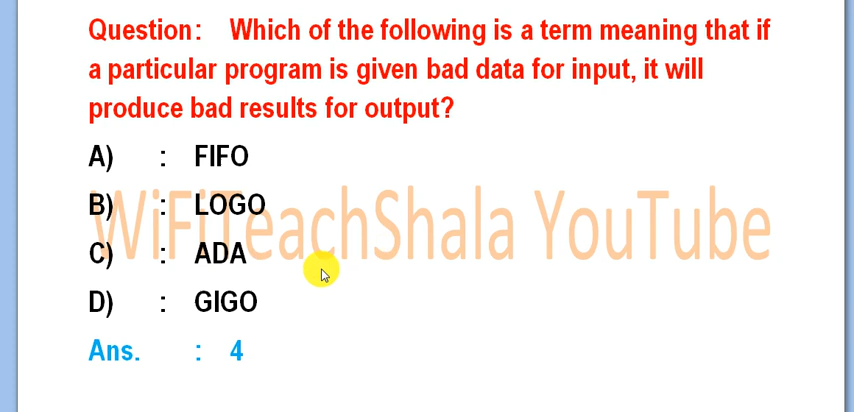 Question: Which of the following is a term meaning that if
a particular program is given bad data for input, it will
produce bad results for output?
A) : FIFO
B) : LOGO
WiFiTeachShala YouTube
C) : ADA
D) : GIGO
Ans. : 4